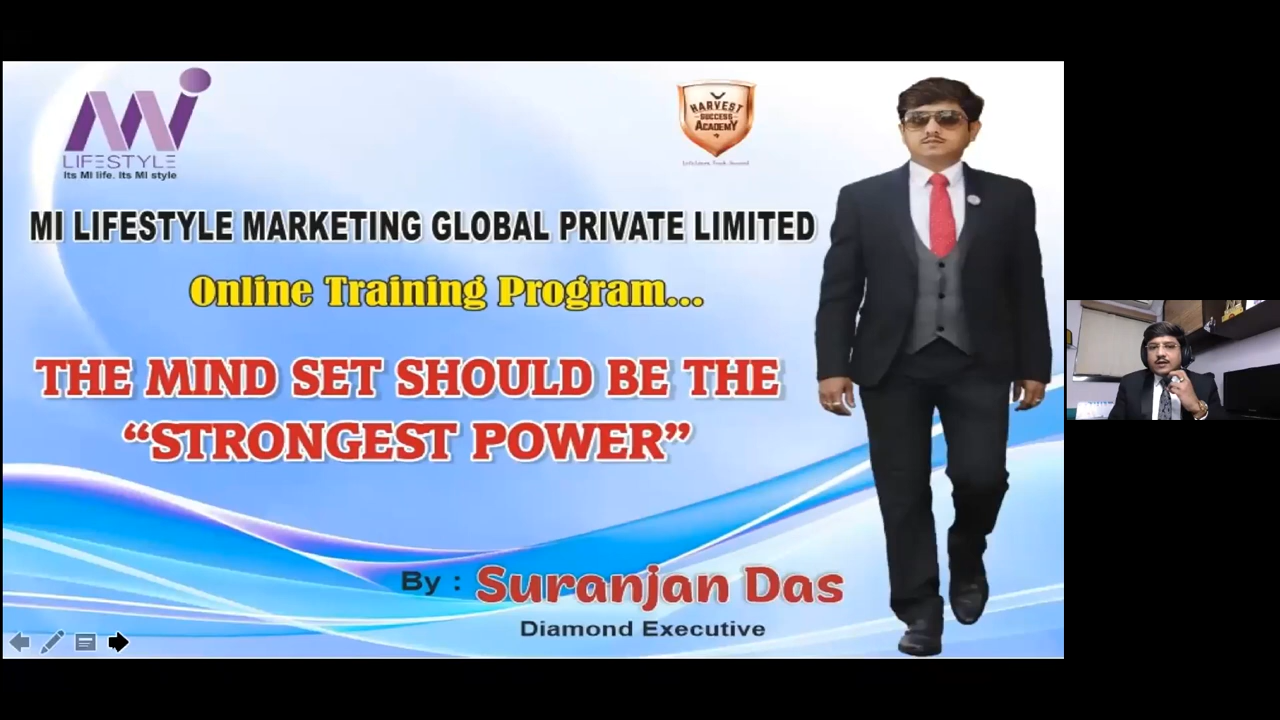 Mi
LIFESTYLE
Its MI life. Its MI style
HARVEST
SUCCESS
ACADEMY
MI LIFESTYLE MARKETING GLOBAL PRIVATE LIMITED
Online Training Program...
THE MIND SET SHOULD BE THE
“STRONGEST POWER”
By : Suranjan Das
Diamond Executive